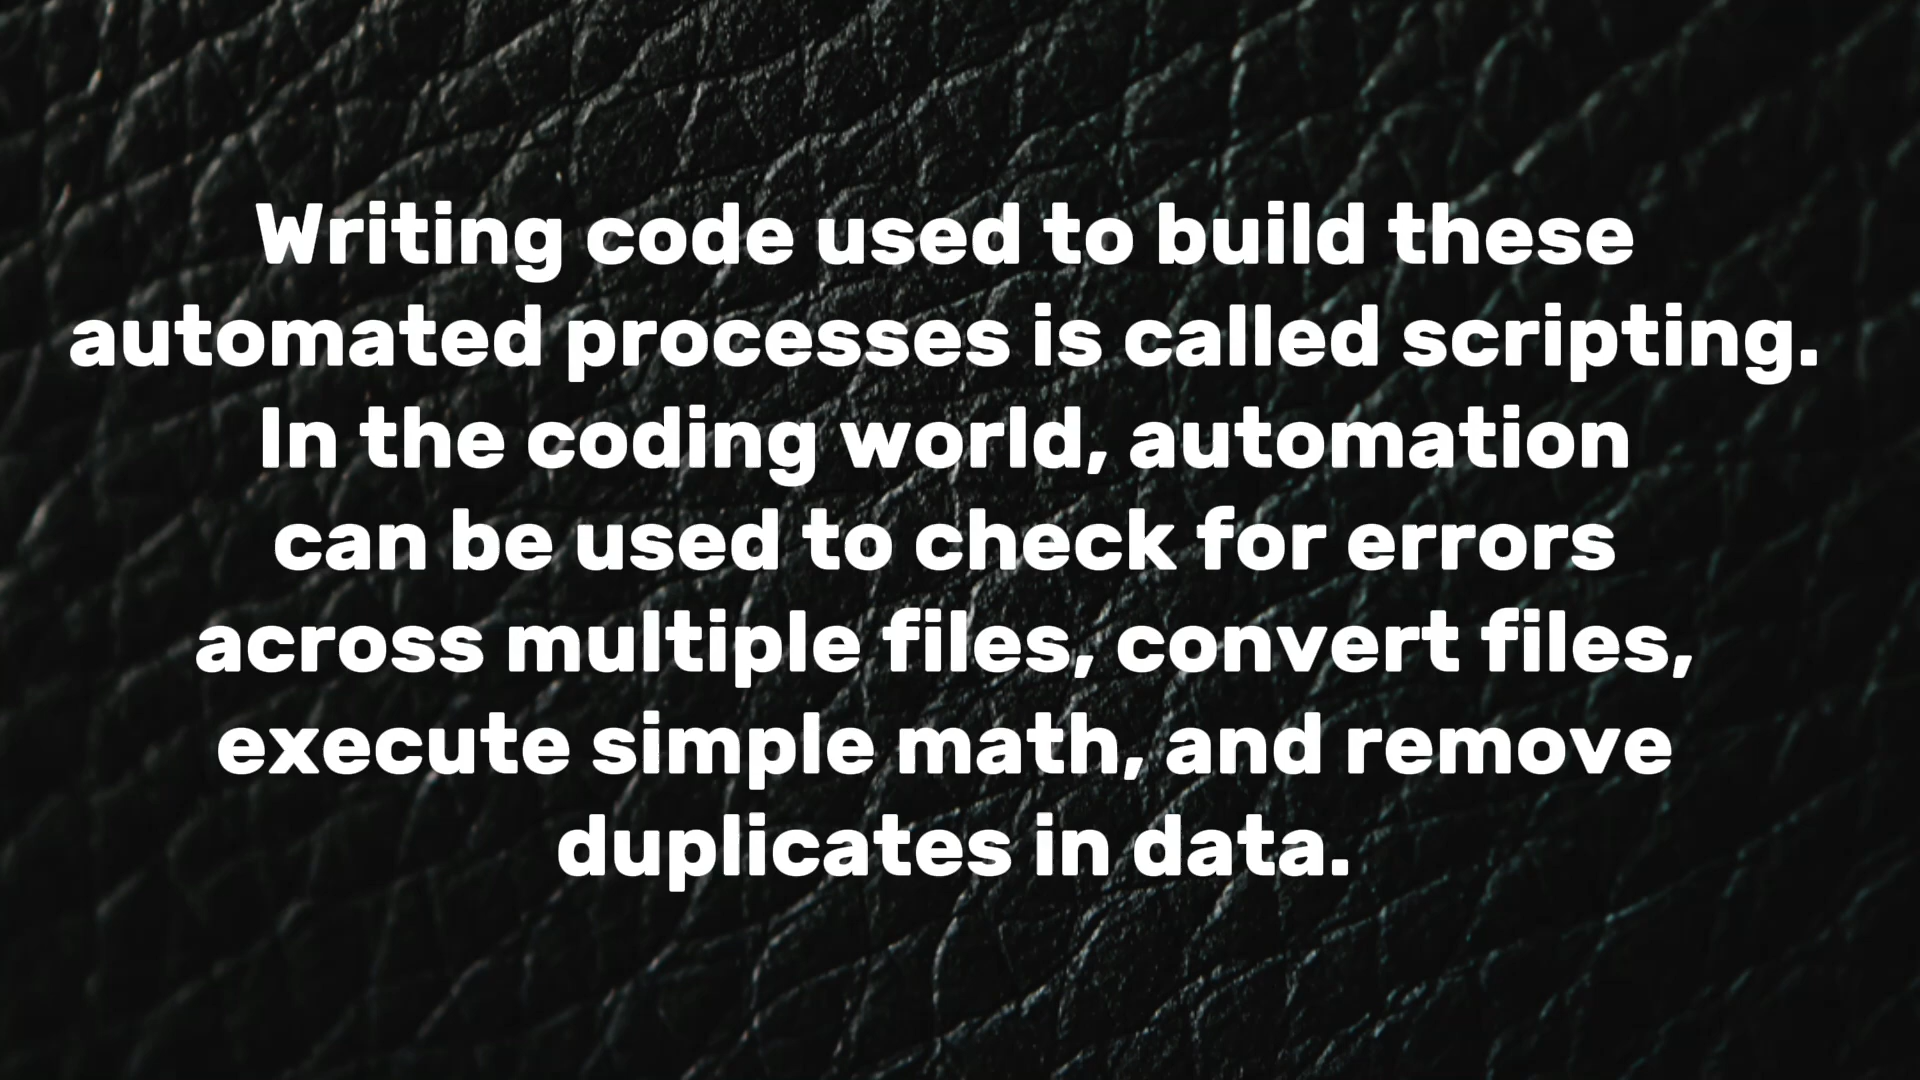 Writing code used to build these
automated processes is called scripting.
In the coding world, automation
can be used to check for errors
across multiple files, convert files,
execute simple math, and remove
duplicates in data.